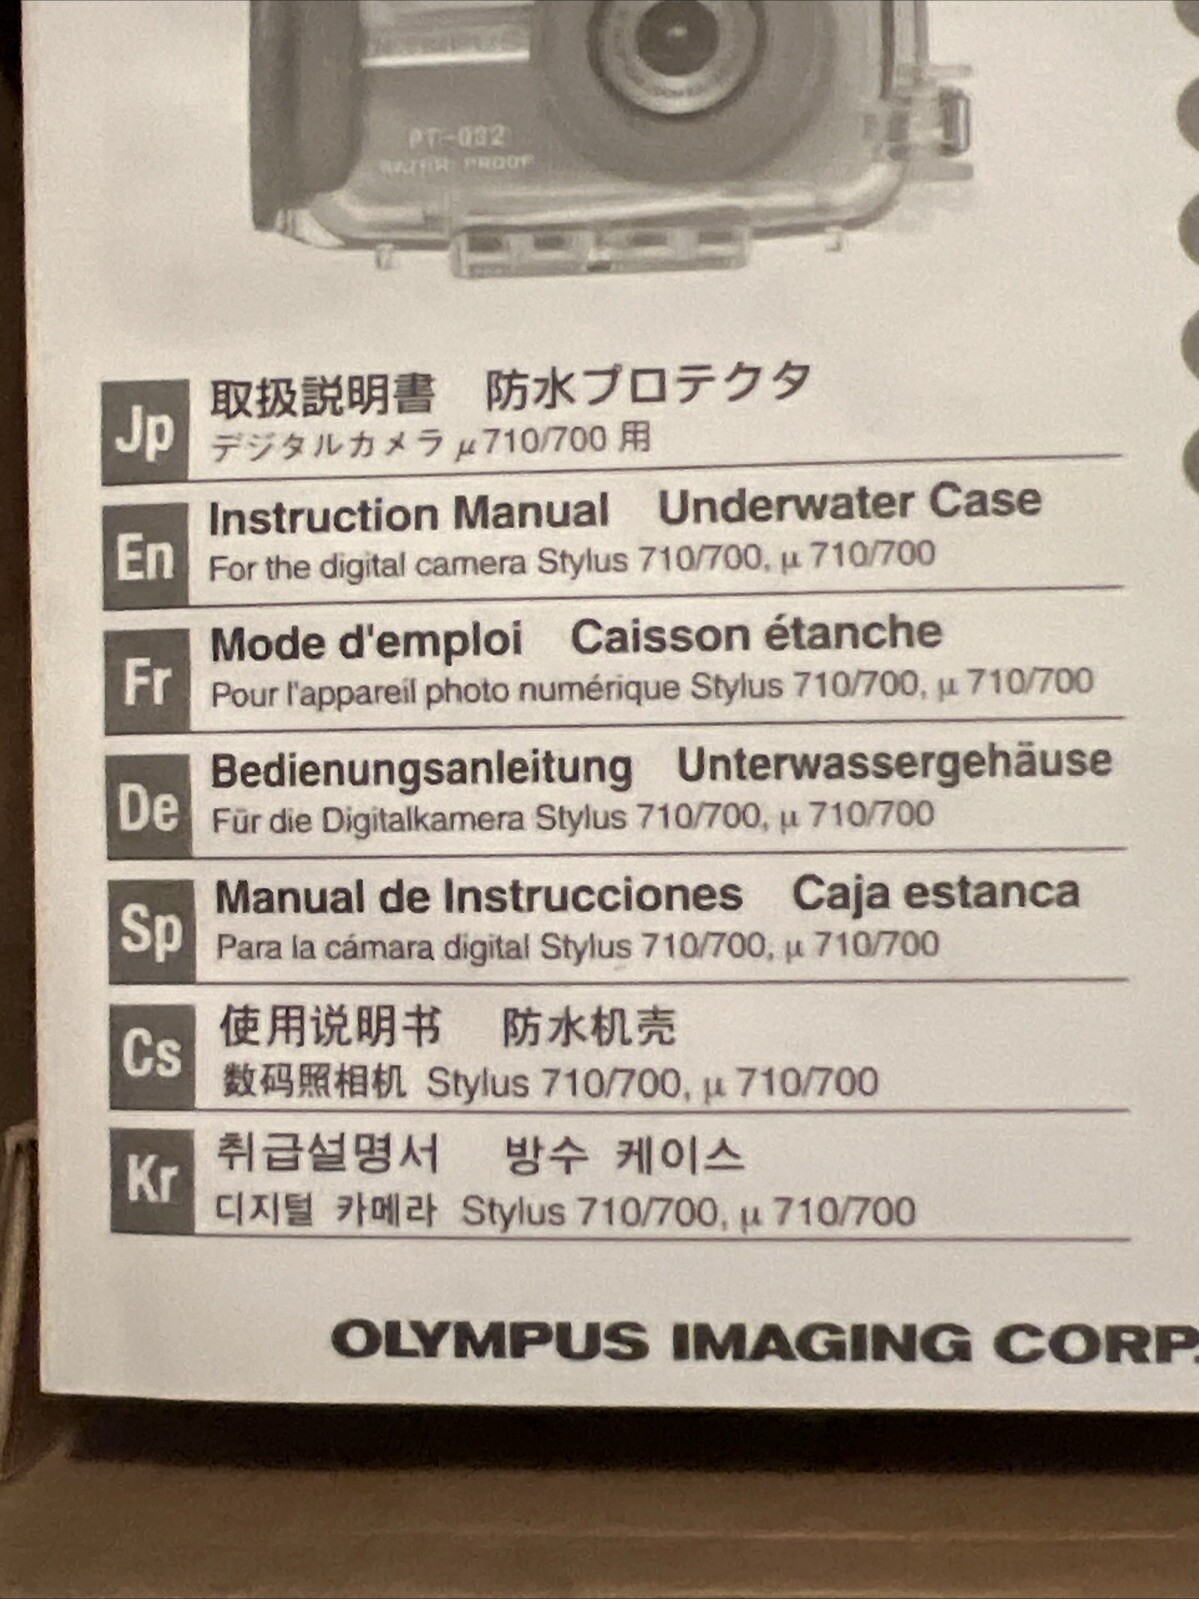 PT-032
WATER PROOF
Jp
取扱説明書 防水プロテクタ
デジタルカメラ μ710/700 用
En
Instruction Manual Underwater Case
For the digital camera Stylus 710/700, μ 710/700
Fr
Mode d'emploi Caisson étanche
Pour l'appareil photo numérique Stylus 710/700, μ 710/700
De
Bedienungsanleitung Unterwassergehäuse
Für die Digitalkamera Stylus 710/700, μ 710/700
Sp
Manual de Instrucciones Caja estanca
Para la cámara digital Stylus 710/700, μ 710/700
Cs
使用说明书 防水机壳
数码照相机 Stylus 710/700, μ 710/700
Kr
취급설명서 방수 케이스
디지털 카메라 Stylus 710/700, μ 710/700
OLYMPUS IMAGING CORP.